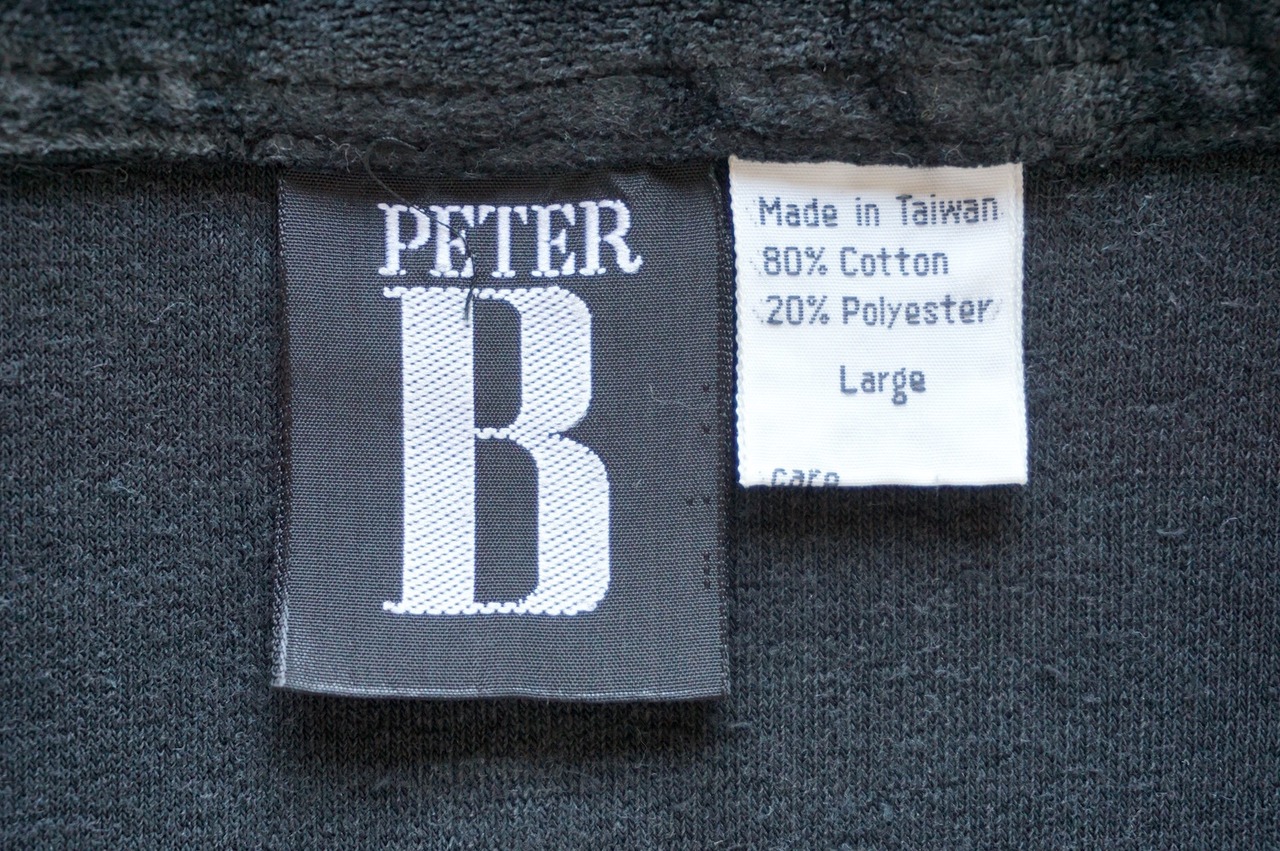 PETER
B
Made in Taiwan
80% Cotton
20% Polyester
Large
care